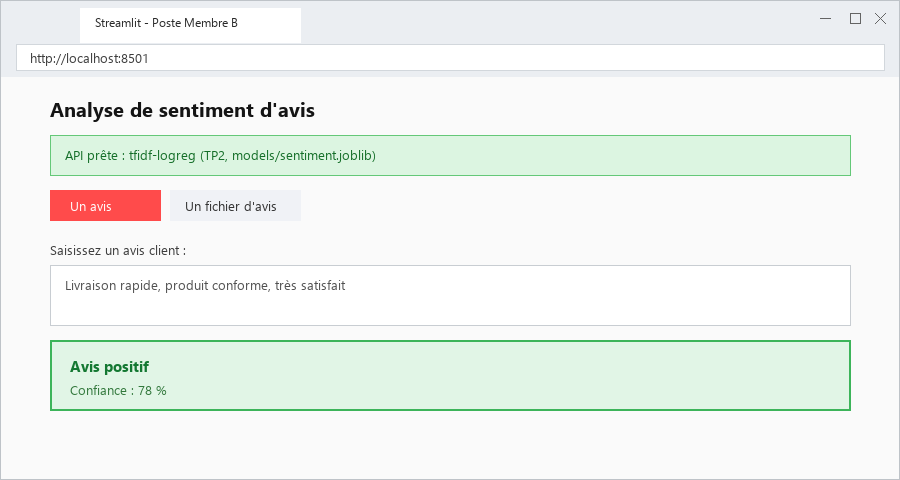 Streamlit - Poste Membre B
http://localhost:8501
Analyse de sentiment d'avis
API prête : tfidf-logreg (TP2, models/sentiment.joblib)
Un avis
Un fichier d'avis
Saisissez un avis client :
Livraison rapide, produit conforme, très satisfait
Avis positif
Confiance : 78 %